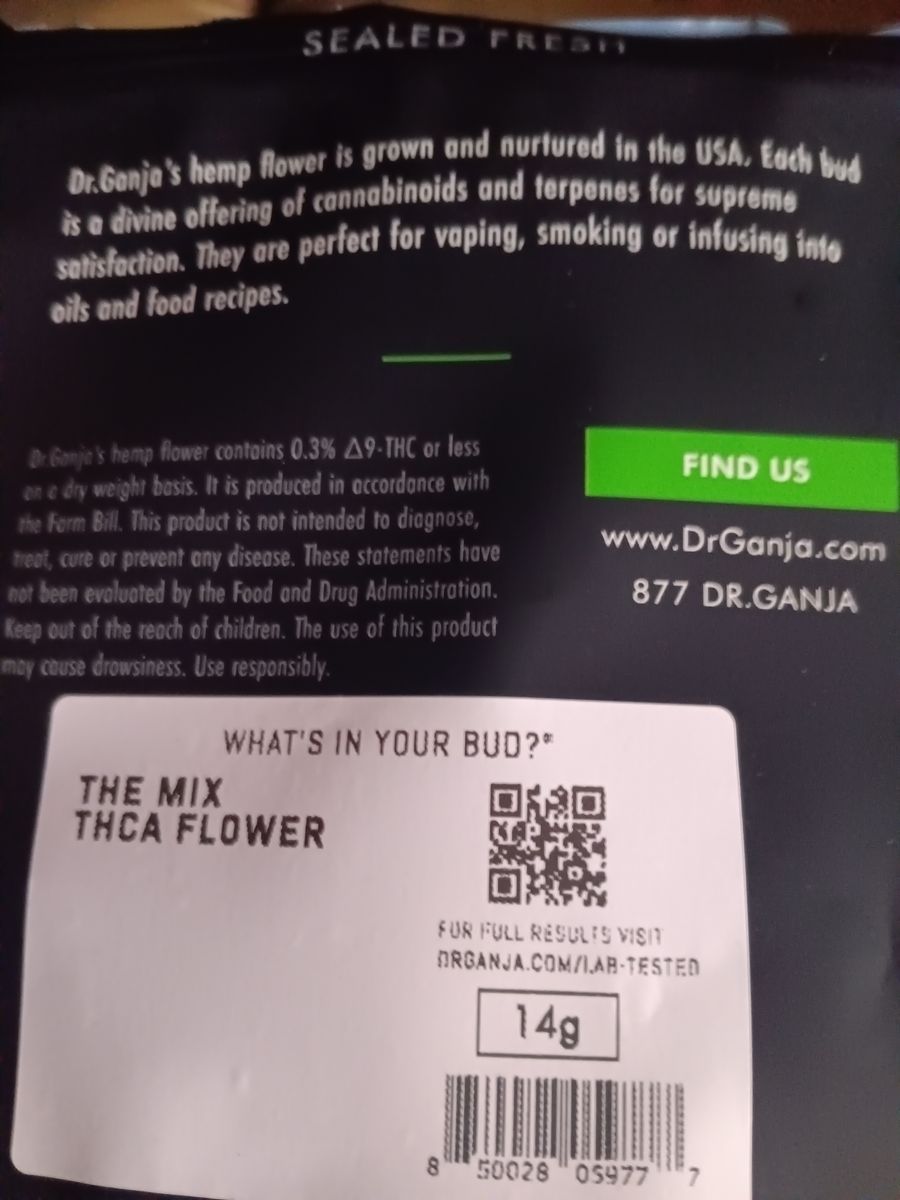 SEALED FRESH
Dr.Ganja's hemp flower is grown and nurtured in the USA. Each bud
is a divine offering of cannabinoids and terpenes for supreme
satisfaction. They are perfect for vaping, smoking or infusing into
oils and food recipes.
Dr.Ganja's hemp flower contains 0.3% Δ9-THC or less
on a dry weight basis. It is produced in accordance with
the Farm Bill. This product is not intended to diagnose,
treat, cure or prevent any disease. These statements have
not been evaluated by the Food and Drug Administration.
Keep out of the reach of children. The use of this product
may cause drowsiness. Use responsibly.
FIND US
www.DrGanja.com
877 DR.GANJA
WHAT'S IN YOUR BUD?®
THE MIX
THCA FLOWER
FOR FULL RESULTS VISIT
DRGANJA.COM/LAB-TESTED
14g
8 50028 05977 7